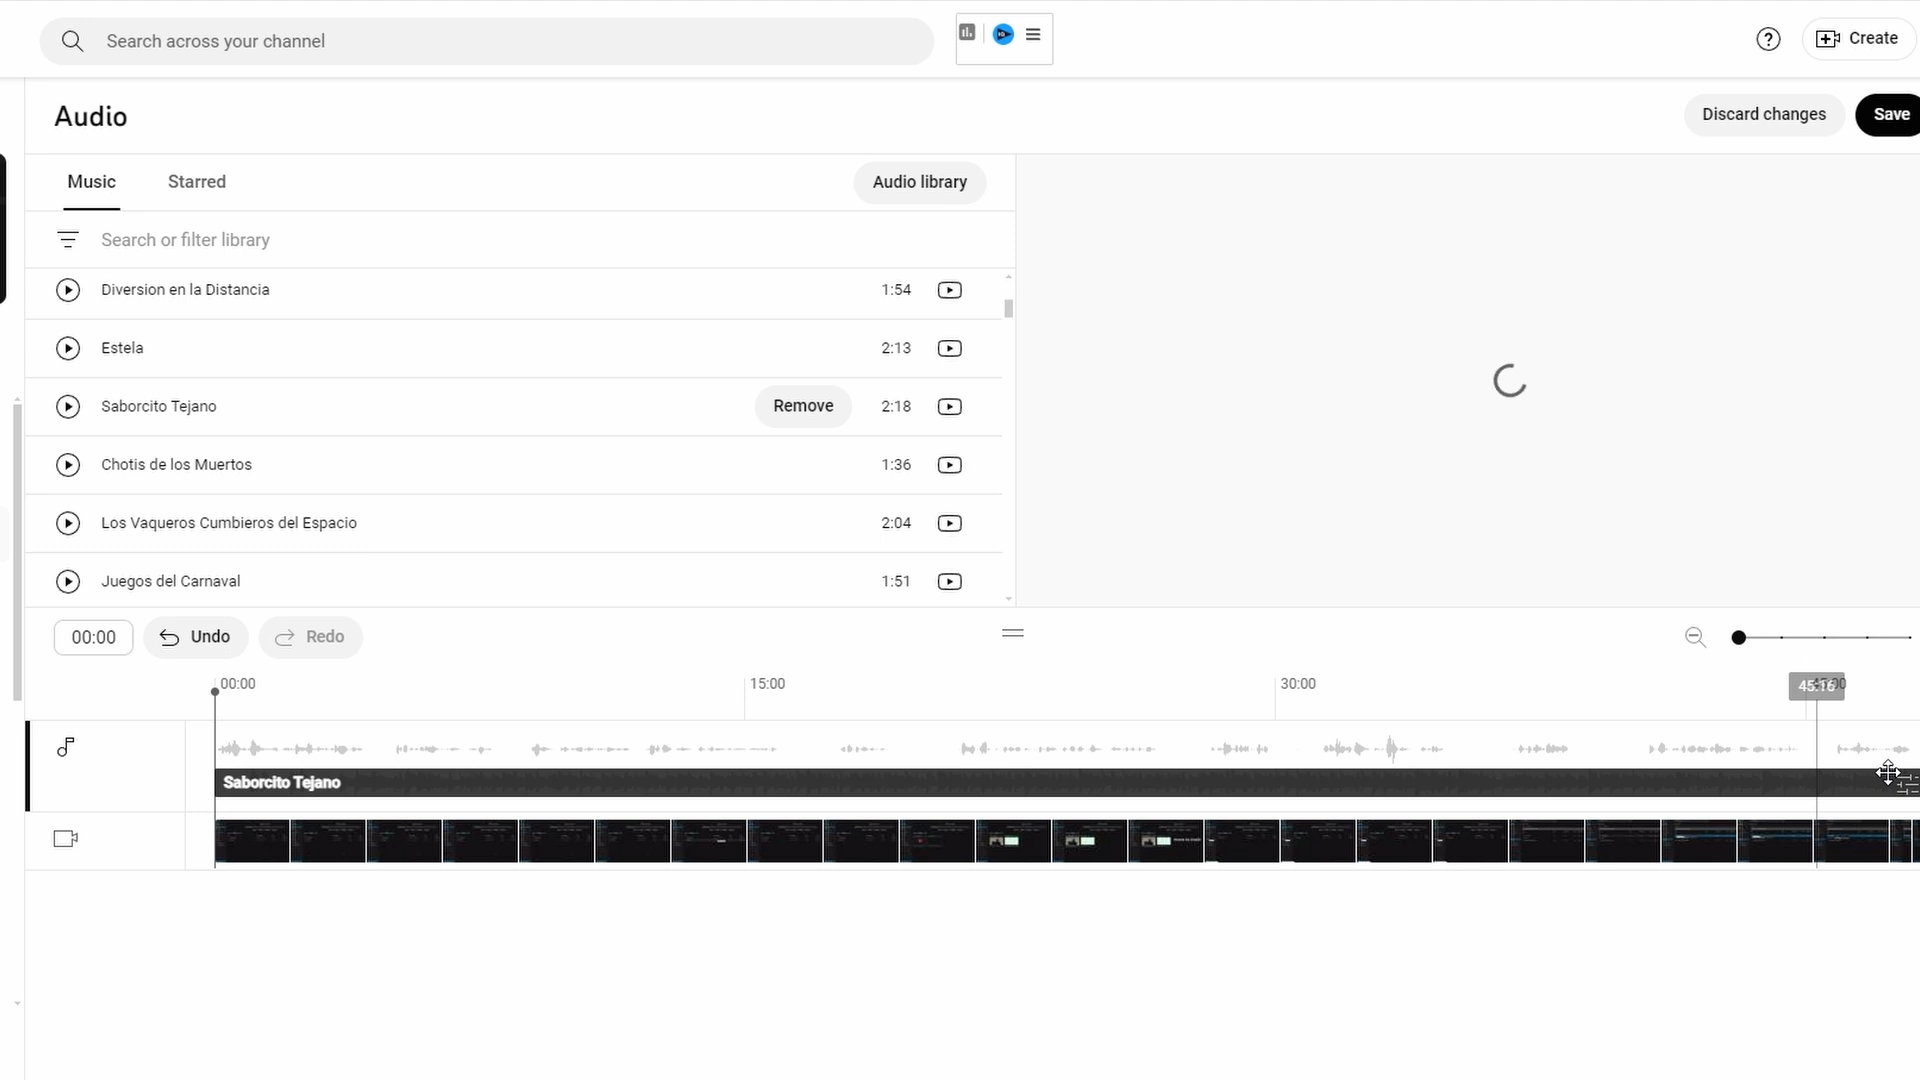 Search across your channel
Create
Audio
Discard changes
Save
Music
Starred
Audio library
Search or filter library
Diversion en la Distancia
1:54
Estela
2:13
Saborcito Tejano
Remove
2:18
Chotis de los Muertos
1:36
Los Vaqueros Cumbieros del Espacio
2:04
Juegos del Carnaval
1:51
00:00
Undo
Redo
00:00
15:00
30:00
45:16
Saborcito Tejano